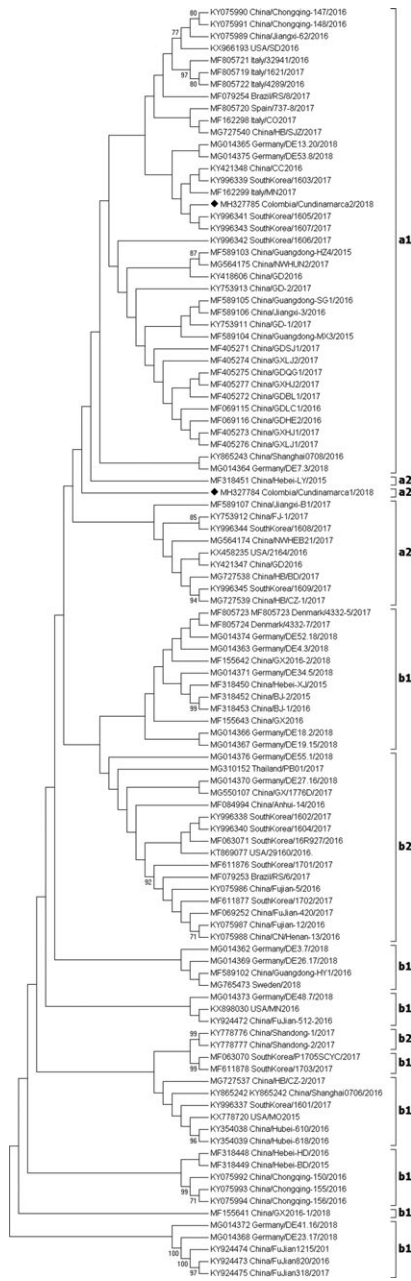 80
KY075990 China/Chongqing-147/2016
KY075991 China/Chongqing-148/2016
77
KY075989 China/Jiangxi-62/2016
KX966193 USA/SD2016
MF805721 Italy/32941/2016
97
MF805719 Italy/1621/2017
80
MF805722 Italy/4289/2016
MF079254 Brazil/RS/8/2017
MF805720 Spain/737-8/2017
MF162298 Italy/CO2017
MG727540 China/HB/SJZ/2017
MG014365 Germany/DE13.20/2018
MG014375 Germany/DE53.8/2018
KY421348 China/CC2016
KY996339 SouthKorea/1603/2017
MF162299 Italy/MN2017
MH327785 Colombia/Cundinamarca2/2018
KY996341 SouthKorea/1605/2017
KY996343 SouthKorea/1607/2017
a1
KY996342 SouthKorea/1606/2017
MF589103 China/Guangdong-HZ4/2015
87
MG564175 China/NWHUN2/2017
KY418606 China/GD2016
KY753913 China/GD-2/2017
MF589105 China/Guangdong-SG1/2016
MF589106 China/Jiangxi-3/2016
KY753911 China/GD-1/2017
MF589104 China/Guangdong-MX3/2015
MF405271 China/GDSJ1/2017
MF405274 China/GXLJ2/2017
MF405275 China/GDQG1/2017
MF405277 China/GXHJ2/2017
MF405272 China/GDBL1/2017
MF069115 China/GDLC1/2016
MF069116 China/GDHE2/2016
MF405273 China/GXHJ1/2017
MF405276 China/GXLJ1/2017
KY865243 China/Shanghai0708/2016
MG014364 Germany/DE7.3/2018
MF318451 China/Hebei-LY/2015
a2
MH327784 Colombia/Cundinamarca1/2018
a2
MF589107 China/Jiangxi-B1/2017
85
KY753912 China/FJ-1/2017
KY996344 SouthKorea/1608/2017
MG564174 China/NWHEB21/2017
a2
KX458235 USA/2164/2016
KY421347 China/GD2016
MG727538 China/HB/BD/2017
KY996345 SouthKorea/1609/2017
94
MG727539 China/HB/CZ-1/2017
MF805723 MF805723 Denmark/4332-5/2017
MF805724 Denmark/4332-7/2017
MG014374 Germany/DE52.18/2018
MG014363 Germany/DE4.3/2018
MF155642 China/GX2016-2/2018
MG014371 Germany/DE34.5/2018
b1
MF318450 China/Hebei-XJ/2015
MF318452 China/BJ-2/2015
99
MF318453 China/BJ-1/2016
MF155643 China/GX2016
MG014366 Germany/DE18.2/2018
MG014367 Germany/DE19.15/2018
MG014376 Germany/DE55.1/2018
MG310152 Thailand/PB01/2017
MG014370 Germany/DE27.16/2018
MG550107 China/GX/1776D/2017
MF084994 China/Anhui-14/2016
KY996338 SouthKorea/1602/2017
KY996340 SouthKorea/1604/2017
MF063071 SouthKorea/16R927/2016
b2
KT869077 USA/29160/2016.
MF611876 SouthKorea/1701/2017
92
MF079253 Brazil/RS/6/2017
KY075986 China/Fujian-5/2016
MF611877 SouthKorea/1702/2017
MF069252 China/FuJian-420/2017
KY075987 China/Fujian-12/2016
71
KY075988 China/CN/Henan-13/2016
MG014362 Germany/DE3.7/2018
MG014369 Germany/DE26.17/2018
b1
MF589102 China/Guangdong-HY1/2016
MG765473 Sweden/2018
MG014373 Germany/DE48.7/2018
KX898030 USA/MN2016
b1
KY924472 China/FuJian-512-2016
99
KY778776 China/Shandong-1/2017
b2
KY778777 China/Shandong-2/2017
MF063070 SouthKorea/P1705SCYC/2017
b1
99
MF611878 SouthKorea/1703/2017
MG727537 China/HB/CZ-2/2017
KY865242 KY865242 China/Shanghai0706/2016
KY996337 SouthKorea/1601/2017
b1
KX778720 USA/MO2015
KY354038 China/Hubei-610/2016
96
KY354039 China/Hubei-618/2016
MF318448 China/Hebei-HD/2016
MF318449 China/Hebei-BD/2015
KY075992 China/Chongqing-150/2016
b1
99
KY075993 China/Chongqing-155/2016
71
KY075994 China/Chongqing-156/2016
MF155641 China/GX2016-1/2018
b1
MG014372 Germany/DE41.16/2018
MG014368 Germany/DE23.17/2018
100
KY924474 China/FuJian1215/201
b1
100
KY924473 China/FuJian820/2016
97
KY924475 China/FuJian318/2017